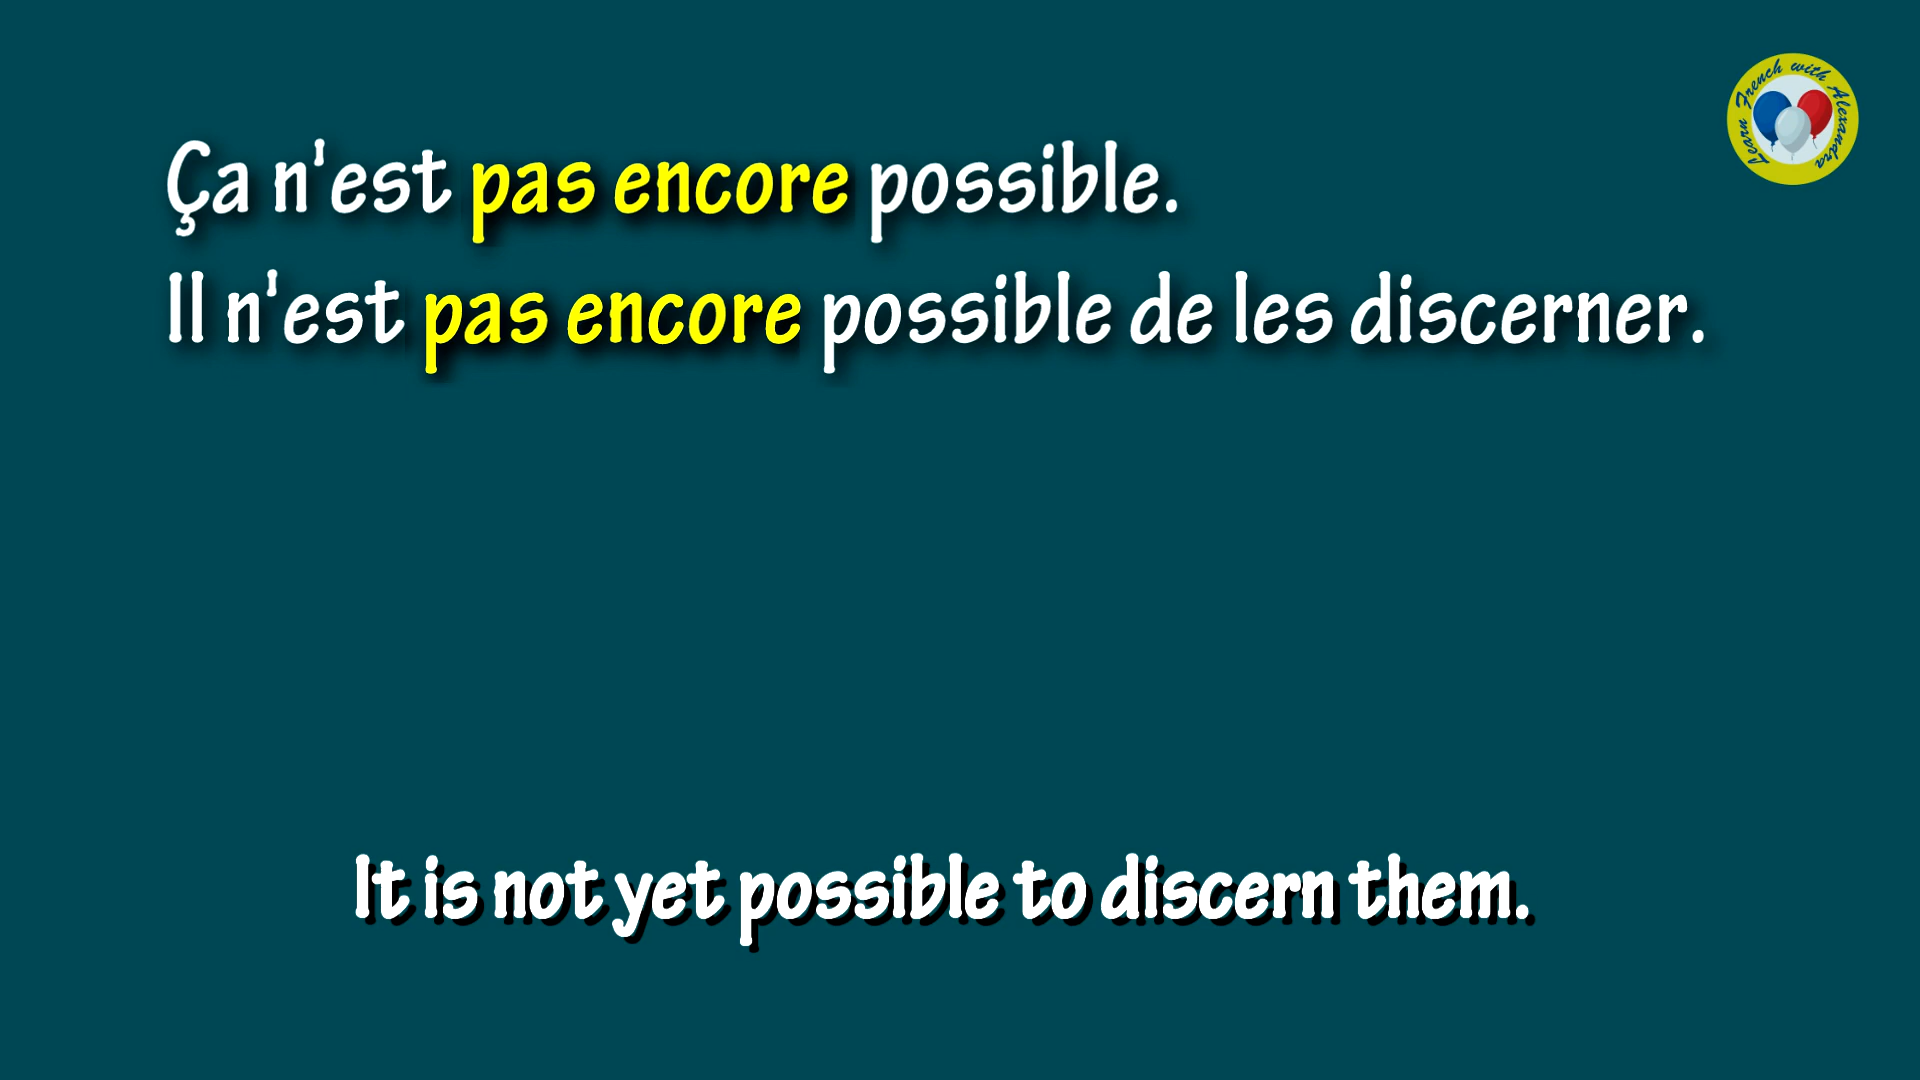 Learn French with Alexandra
Ça n'est pas encore possible.
Il n'est pas encore possible de les discerner.
It is not yet possible to discern them.